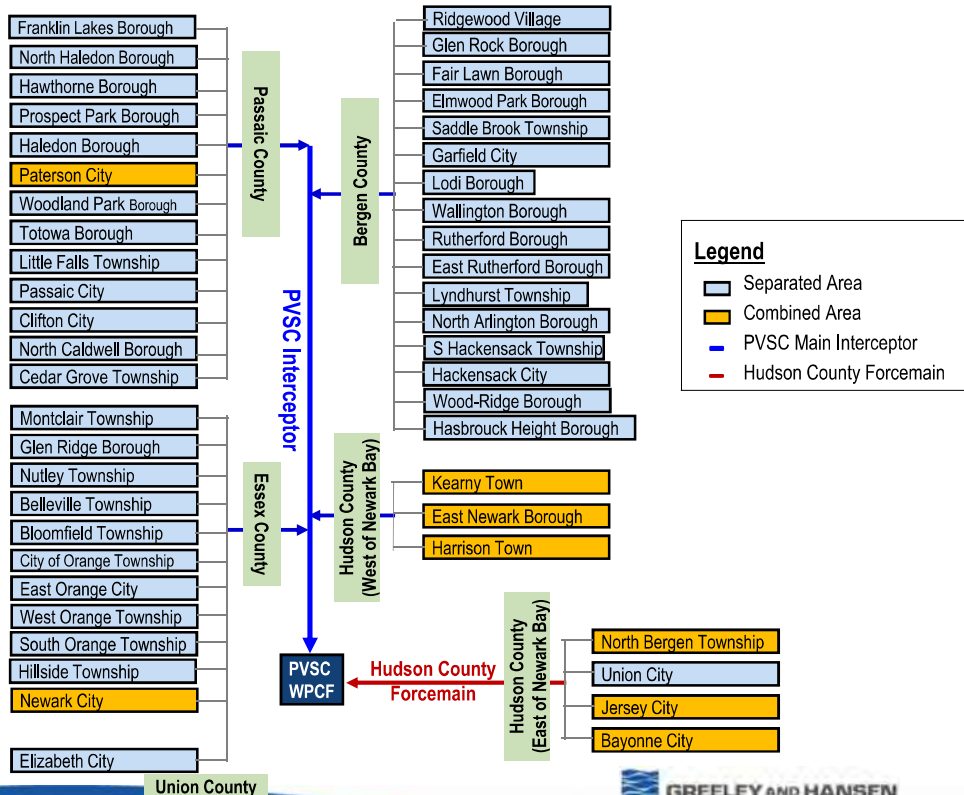 Franklin Lakes Borough
North Haledon Borough
Hawthorne Borough
Prospect Park Borough
Haledon Borough
Paterson City
Woodland Park Borough
Totowa Borough
Little Falls Township
Passaic City
Clifton City
North Caldwell Borough
Cedar Grove Township
Passaic County
Montclair Township
Glen Ridge Borough
Nutley Township
Belleville Township
Bloomfield Township
City of Orange Township
East Orange City
West Orange Township
South Orange Township
Hillside Township
Newark City
Elizabeth City
Essex County
Union County
PVSC Interceptor
PVSC
WPCF
Bergen County
Ridgewood Village
Glen Rock Borough
Fair Lawn Borough
Elmwood Park Borough
Saddle Brook Township
Garfield City
Lodi Borough
Wallington Borough
Rutherford Borough
East Rutherford Borough
Lyndhurst Township
North Arlington Borough
S Hackensack Township
Hackensack City
Wood-Ridge Borough
Hasbrouck Height Borough
Hudson County
(West of Newark Bay)
Kearny Town
East Newark Borough
Harrison Town
Hudson County
Forcemain
Hudson County
(East of Newark Bay)
North Bergen Township
Union City
Jersey City
Bayonne City
Legend
Separated Area
Combined Area
PVSC Main Interceptor
Hudson County Forcemain
GREELEY AND HANSEN